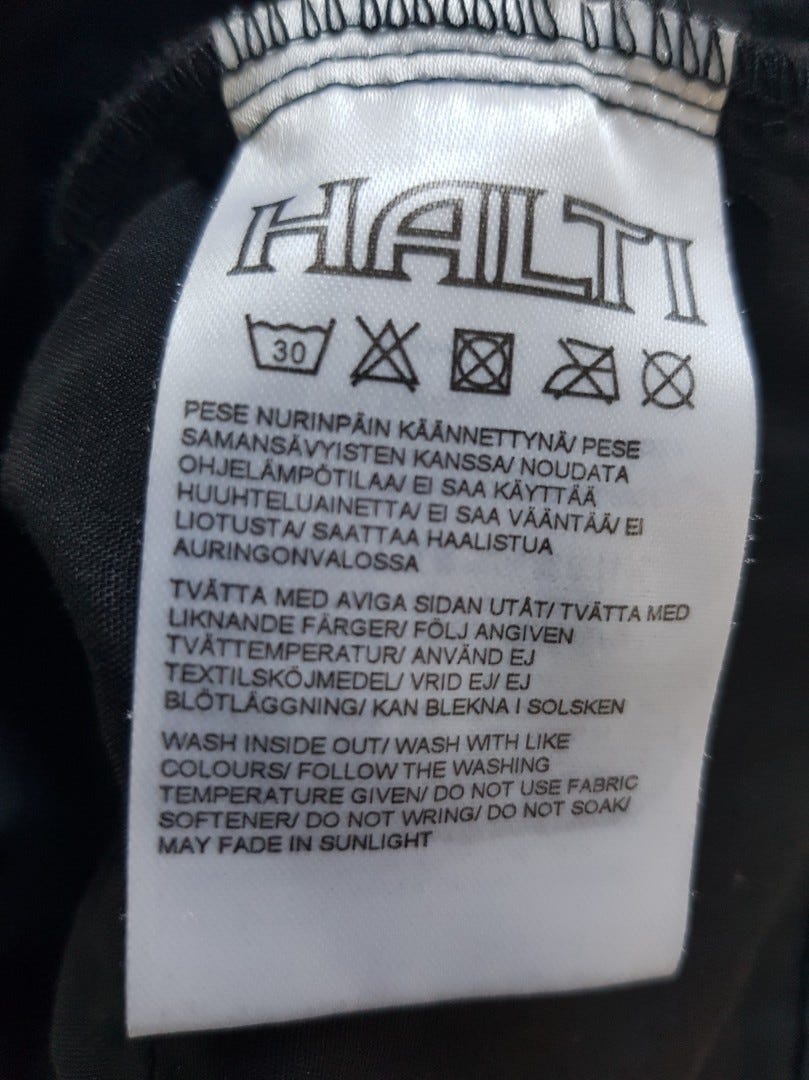 HALTI
30
PESE NURINPÄIN KÄÄNNETTYNÄ/ PESE
SAMANSÄVYISTEN KANSSA/ NOUDATA
OHJELÄMPÖTILAA/ EI SAA KÄYTTÄÄ
HUUHTELUAINETTA/ EI SAA VÄÄNTÄÄ/ EI
LIOTUSTA/ SAATTAA HAALISTUA
AURINGONVALOSSA
TVÄTTA MED AVIGA SIDAN UTÅT/ TVÄTTA MED
LIKNANDE FÄRGER/ FÖLJ ANGIVEN
TVÄTTEMPERATUR/ ANVÄND EJ
TEXTILSKÖJMEDEL/ VRID EJ/ EJ
BLÖTLÄGGNING/ KAN BLEKNA I SOLSKEN
WASH INSIDE OUT/ WASH WITH LIKE
COLOURS/ FOLLOW THE WASHING
TEMPERATURE GIVEN/ DO NOT USE FABRIC
SOFTENER/ DO NOT WRING/ DO NOT SOAK/
MAY FADE IN SUNLIGHT